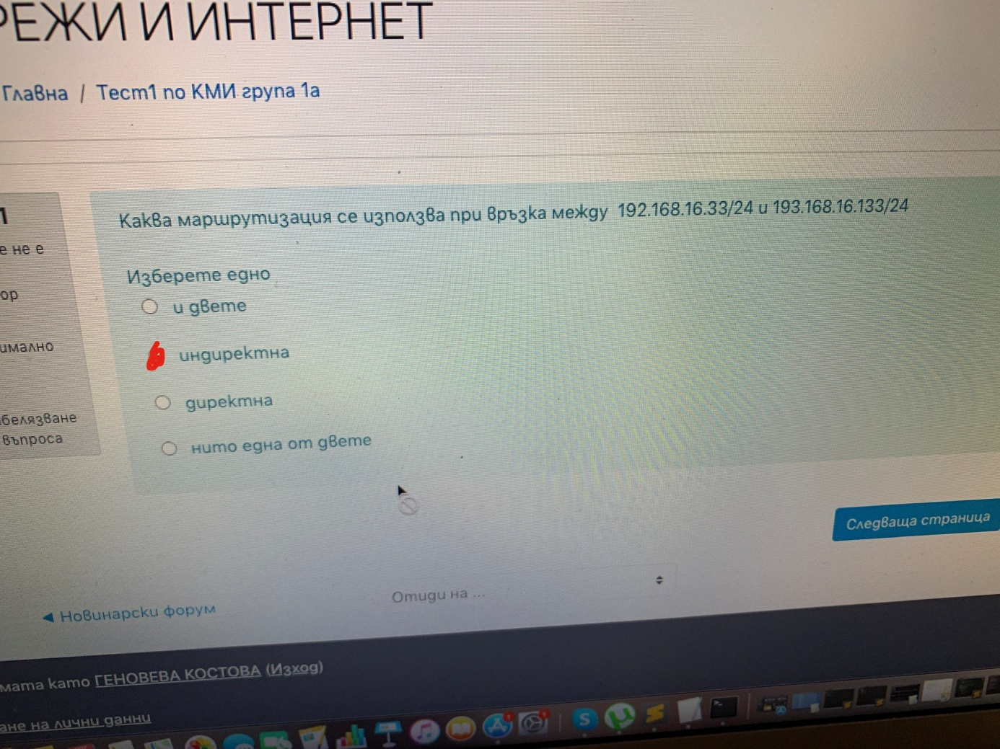 РЕЖИ И ИНТЕРНЕТ
Главна / Тест1 по КМИ група 1а
1
е не е
ор
имално
белязване
въпроса
Каква маршрутизация се използва при връзка между 192.168.16.33/24 и 193.168.16.133/24
Изберете едно
и двете
индиректна
директна
нито една от двете
Следваща страница
Отиди на ...
◄ Новинарски форум
мата като ГЕНОВЕВА КОСТОВА (Изход)
ане на лични данни